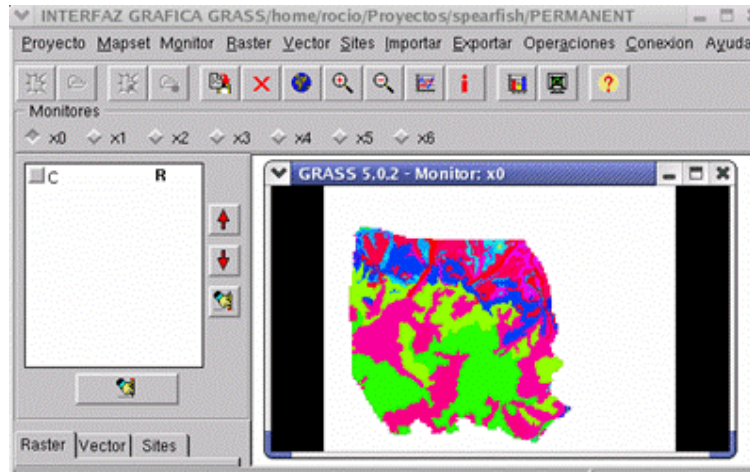 INTERFAZ GRAFICA GRASS/home/rocio/Proyectos/spearfish/PERMANENT
Proyecto Mapset Monitor Raster Vector Sites Importar Exportar Operaciones Conexion Ayuda
Monitores
x0 x1 x2 x3 x4 x5 x6
C R
GRASS 5.0.2 - Monitor: x0
Raster Vector Sites